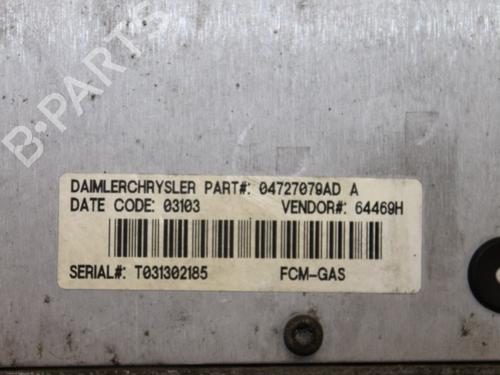 B-PARTS
DAIMLERCHRYSLER PART#: 04727079AD A
DATE CODE: 03103 VENDOR#: 64469H
SERIAL#: T031302185 FCM-GAS